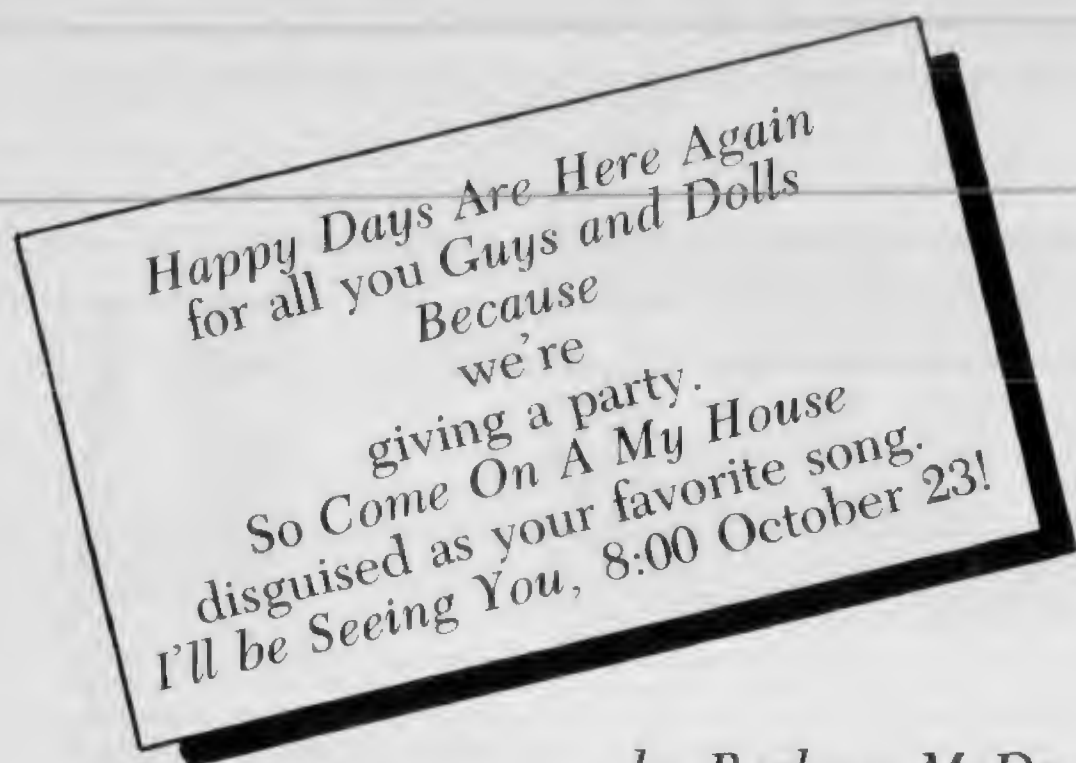 Happy Days Are Here Again
for all you Guys and Dolls
Because
we're
giving a party.
So Come On A My House
disguised as your favorite song.
I'll be Seeing You, 8:00 October 23!
by